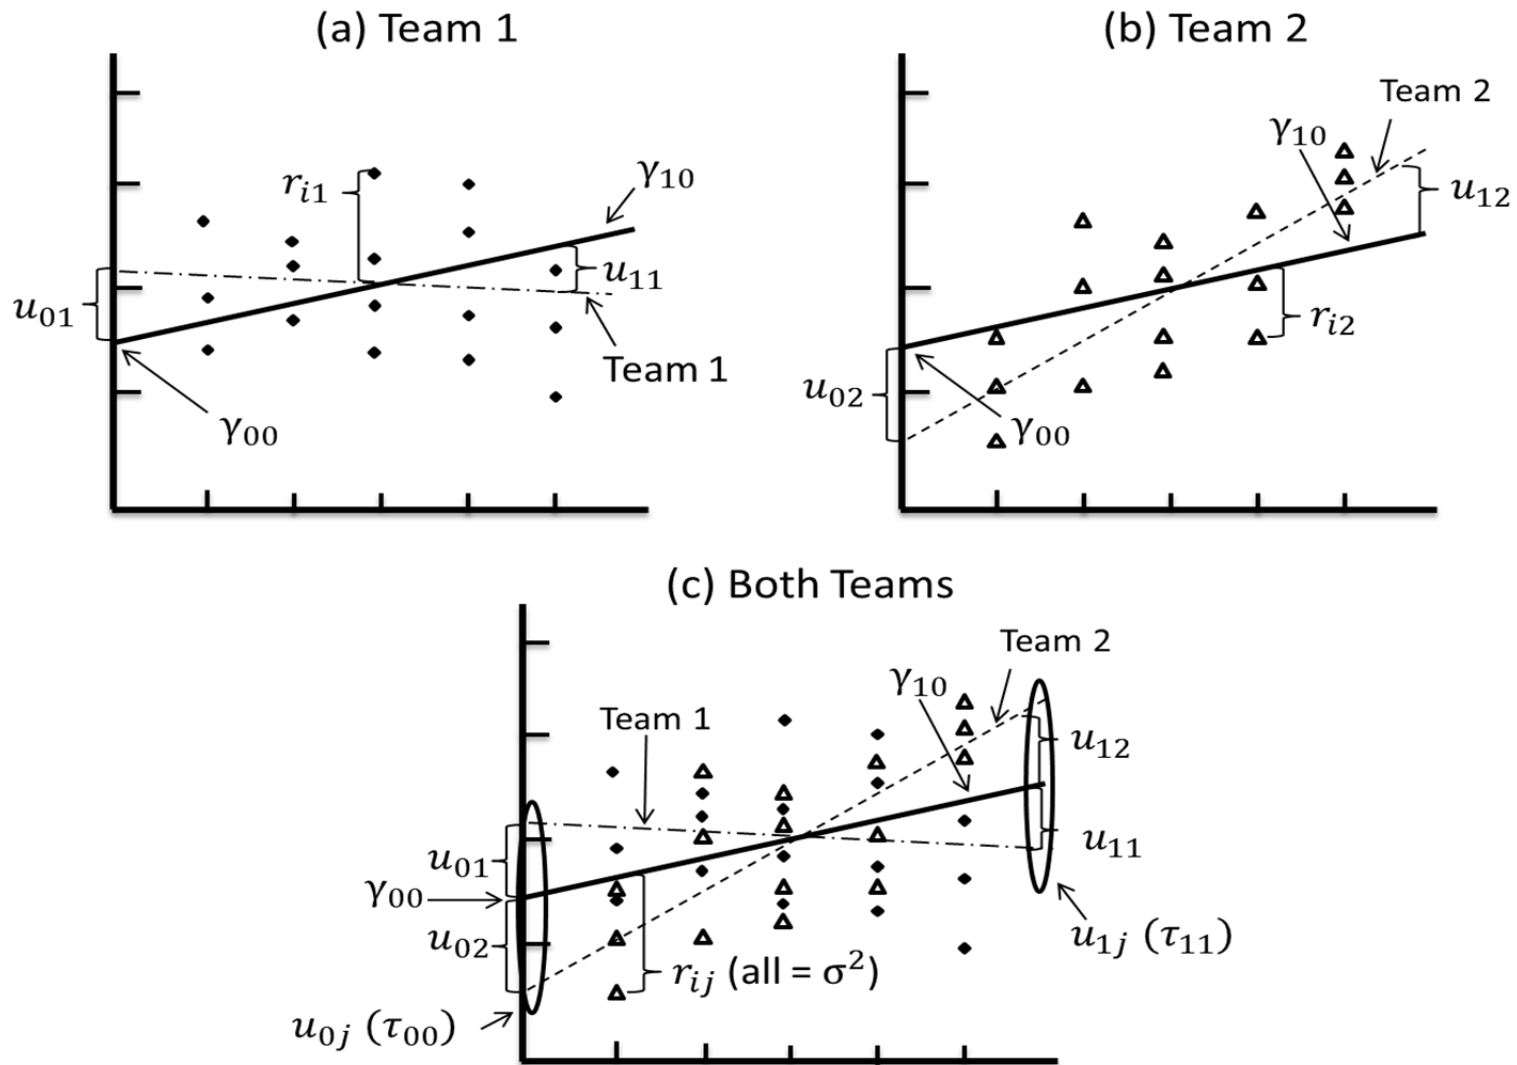 (a) Team 1
r_{i1}
γ_{10}
u_{01}
u_{11}
Team 1
γ_{00}
(b) Team 2
Team 2
γ_{10}
u_{12}
r_{i2}
u_{02}
γ_{00}
(c) Both Teams
Team 2
γ_{10}
Team 1
u_{12}
u_{01}
u_{11}
γ_{00}
u_{02}
u_{1j} (τ_{11})
r_{ij} (all = σ²)
u_{0j} (τ_{00})